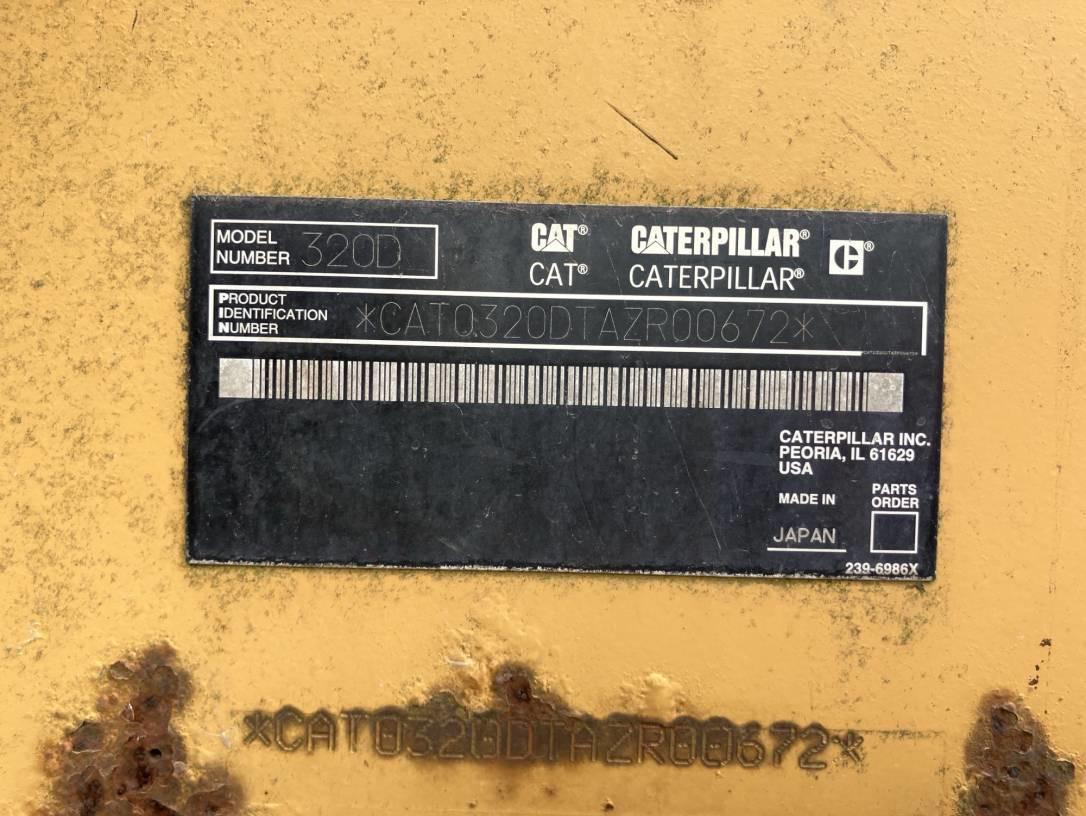 MODEL
NUMBER 320D
CAT® CATERPILLAR® C®
CAT® CATERPILLAR®
PRODUCT
IDENTIFICATION
NUMBER
*CAT0320DTAZR00672*
CATERPILLAR INC.
PEORIA, IL 61629
USA
MADE IN
JAPAN
PARTS
ORDER
239-6986X
*CAT0320DTAZR00672*